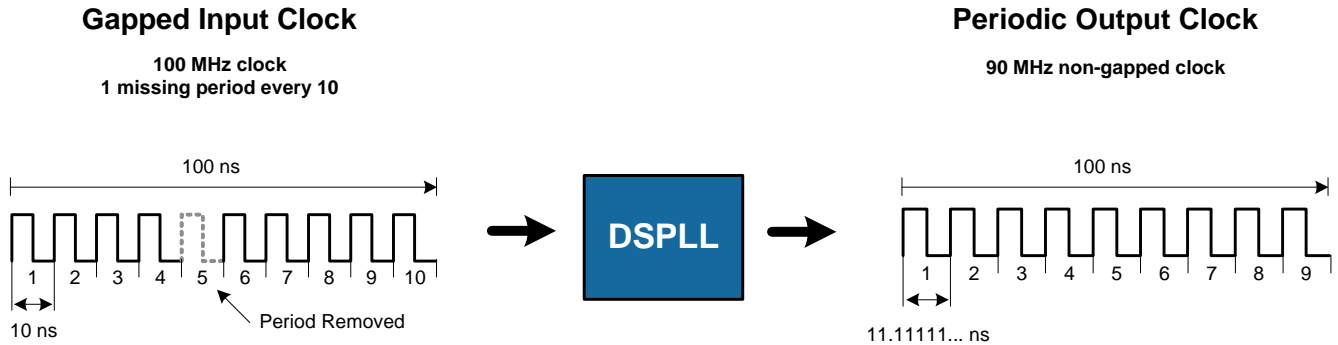 Gapped Input Clock
100 MHz clock
1 missing period every 10
100 ns
1 2 3 4 5 6 7 8 9 10
10 ns
Period Removed
DSPLL
Periodic Output Clock
90 MHz non-gapped clock
100 ns
1 2 3 4 5 6 7 8 9
11.11111... ns